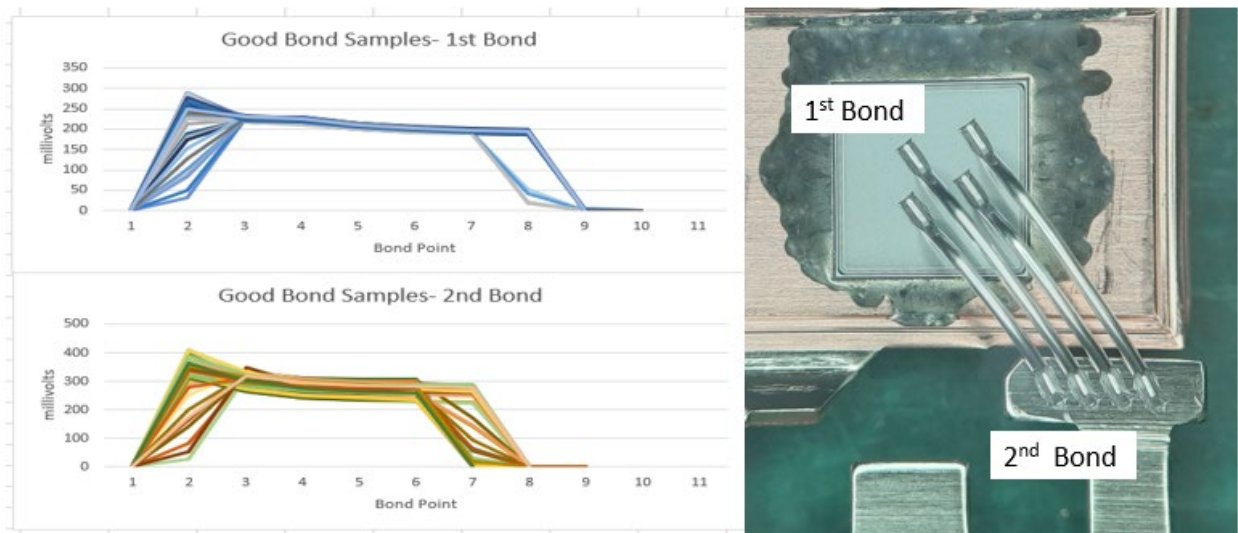 Good Bond Samples- 1st Bond
350
300
250
200
150
100
50
0
millivolts
1 2 3 4 5 6 7 8 9 10 11
Bond Point
Good Bond Samples- 2nd Bond
500
400
300
200
100
0
millivolts
1 2 3 4 5 6 7 8 9 10 11
Bond Point
1st Bond
2nd Bond